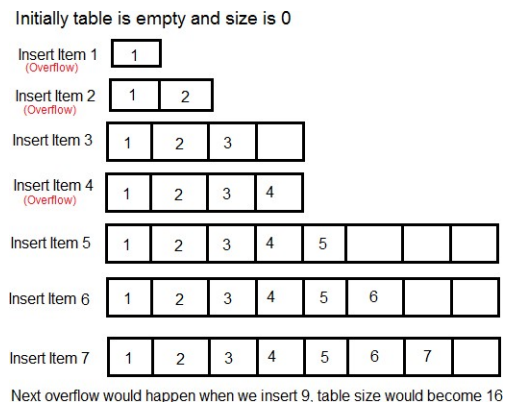 Initially table is empty and size is 0
Insert Item 1
(Overflow)
1
Insert Item 2
(Overflow)
1 2
Insert Item 3
1 2 3
Insert Item 4
(Overflow)
1 2 3 4
Insert Item 5
1 2 3 4 5
Insert Item 6
1 2 3 4 5 6
Insert Item 7
1 2 3 4 5 6 7
Next overflow would happen when we insert 9, table size would become 16